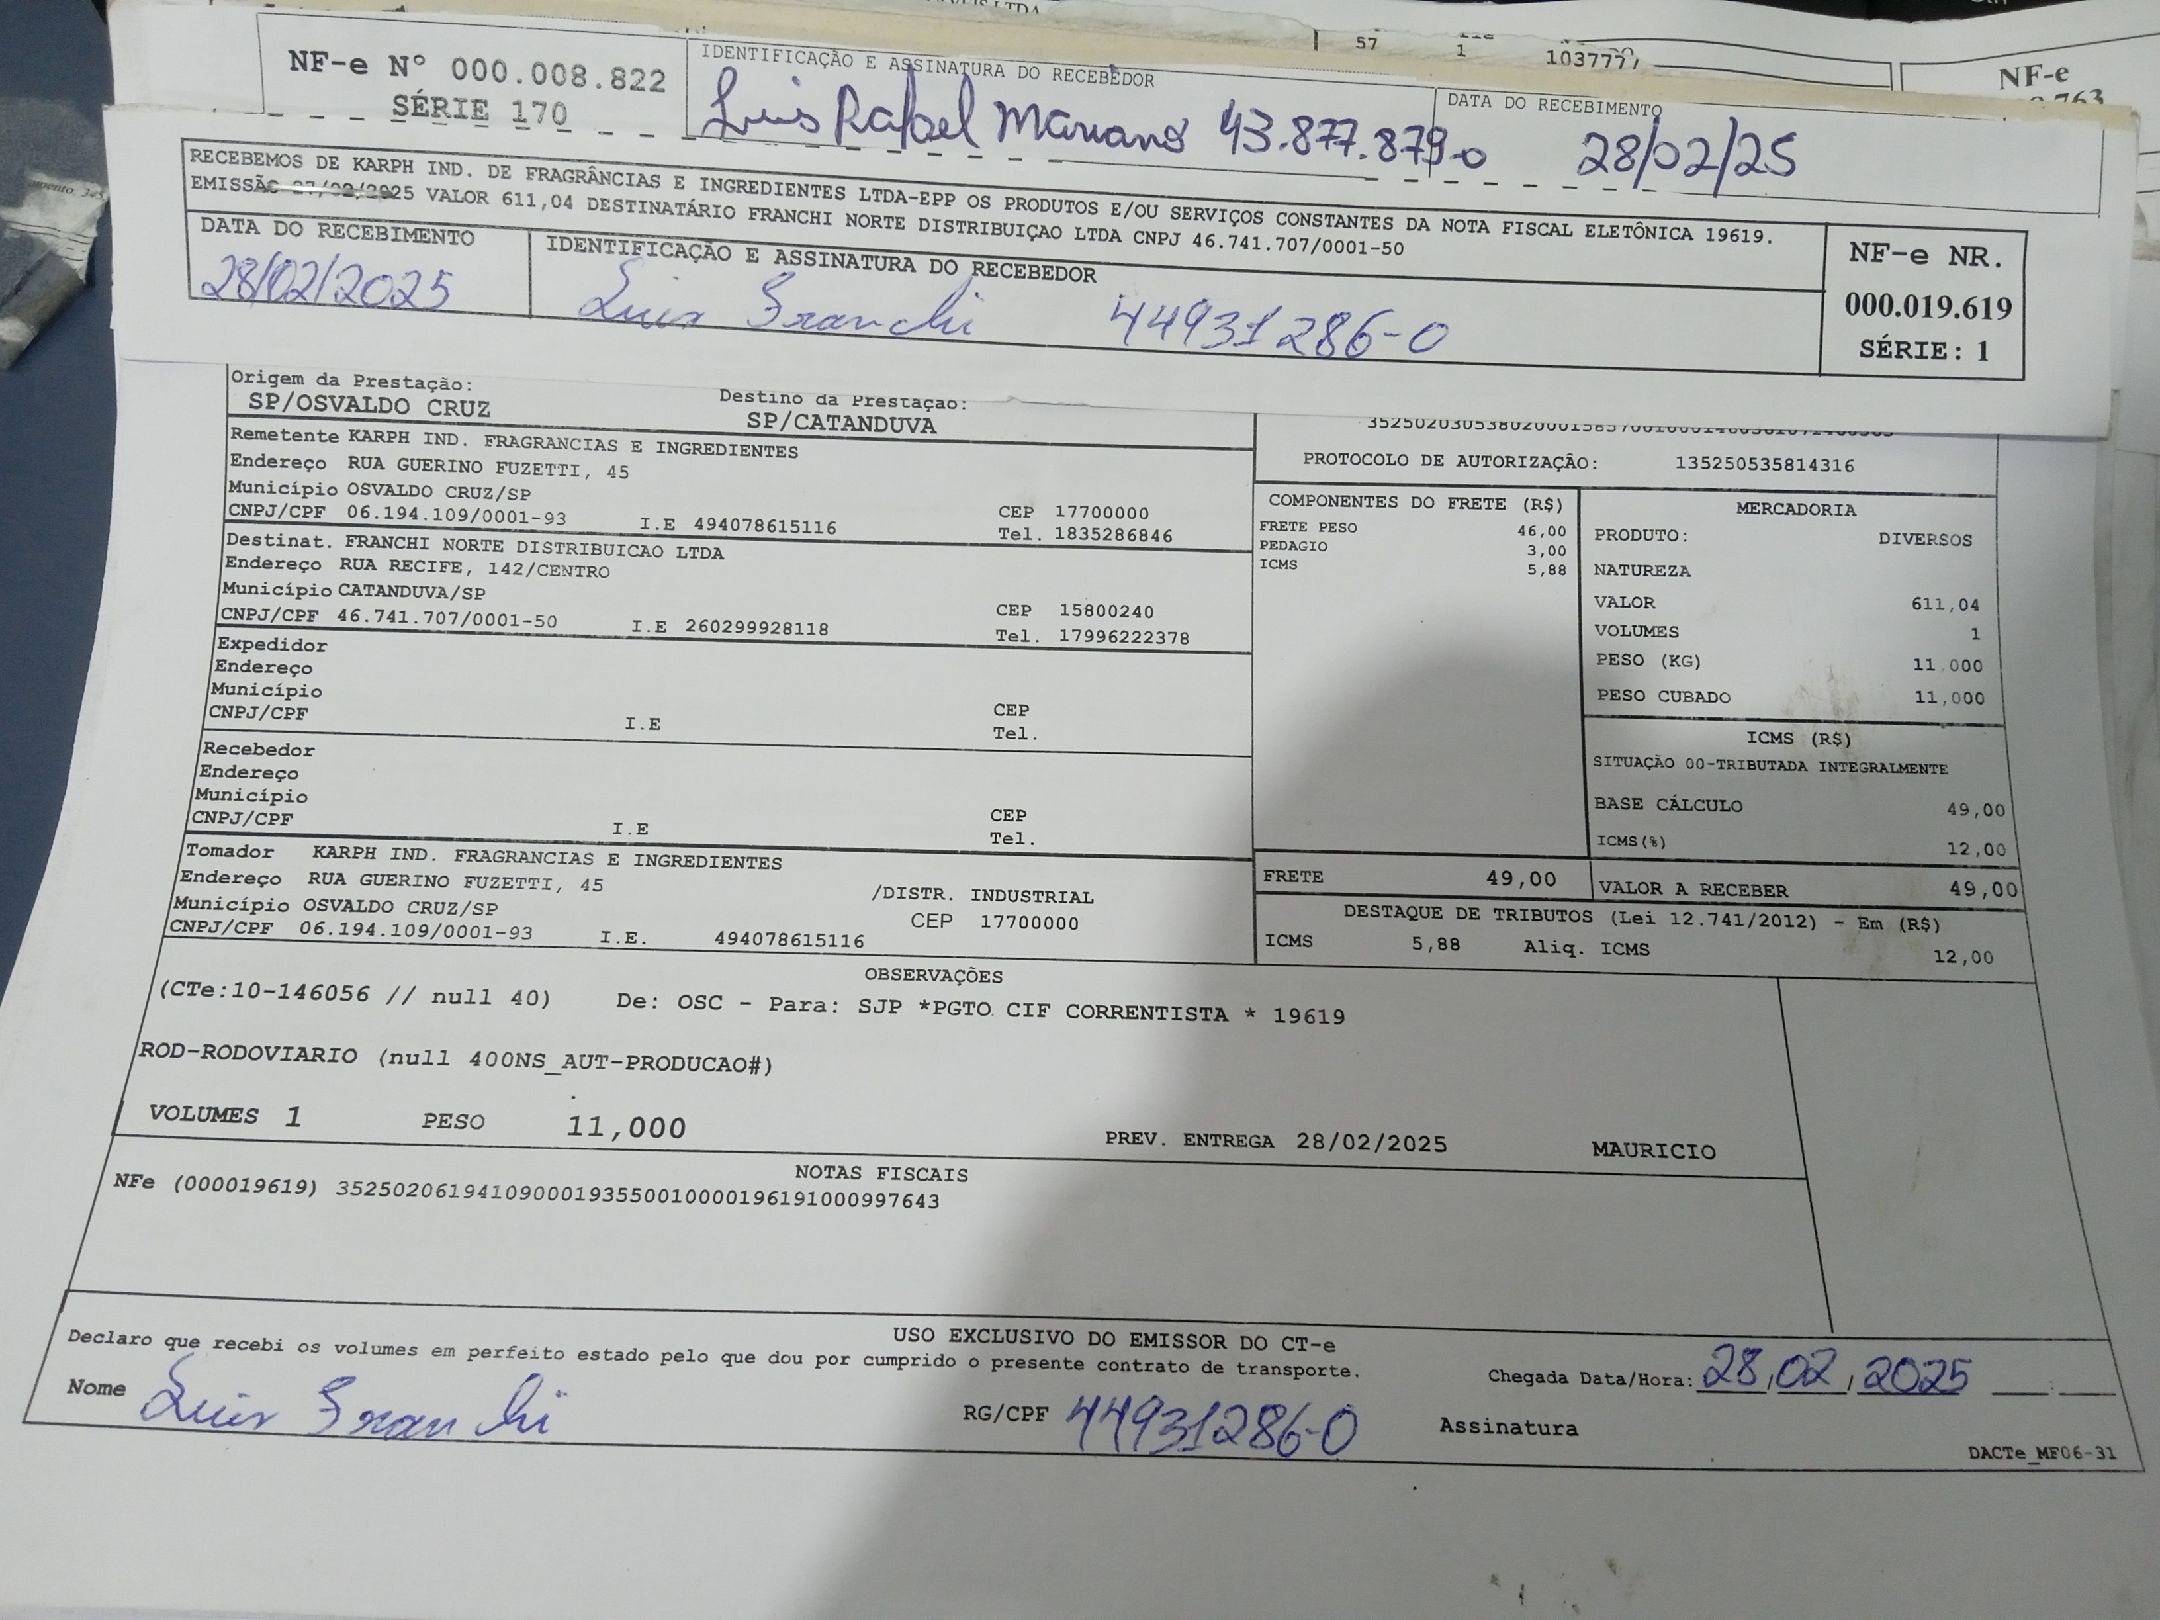 57 1 1037777
NF-e
NF-e Nº 000.008.822
SÉRIE 170
IDENTIFICAÇÃO E ASSINATURA DO RECEBEDOR
Luis Rafael Mariano 43.877.879-0
DATA DO RECEBIMENTO
28/02/25
RECEBEMOS DE KARPH IND. DE FRAGRÂNCIAS E INGREDIENTES LTDA-EPP OS PRODUTOS E/OU SERVIÇOS CONSTANTES DA NOTA FISCAL ELETÔNICA 19619.
EMISSÃO 27/02/2025 VALOR 611,04 DESTINATÁRIO FRANCHI NORTE DISTRIBUIÇAO LTDA CNPJ 46.741.707/0001-50
DATA DO RECEBIMENTO
28/02/2025
IDENTIFICAÇÃO E ASSINATURA DO RECEBEDOR
Luis Franchi 44931286-0
NF-e NR.
000.019.619
SÉRIE: 1
Origem da Prestação:
SP/OSVALDO CRUZ
Destino da Prestação:
SP/CATANDUVA
Remetente KARPH IND. FRAGRANCIAS E INGREDIENTES
Endereço RUA GUERINO FUZETTI, 45
Município OSVALDO CRUZ/SP CEP 17700000
CNPJ/CPF 06.194.109/0001-93 I.E 494078615116 Tel. 1835286846
Destinat. FRANCHI NORTE DISTRIBUICAO LTDA
Endereço RUA RECIFE, 142/CENTRO
Município CATANDUVA/SP CEP 15800240
CNPJ/CPF 46.741.707/0001-50 I.E 260299928118 Tel. 17996222378
Expedidor
Endereço
Município CEP
CNPJ/CPF I.E Tel.
Recebedor
Endereço
Município CEP
CNPJ/CPF I.E Tel.
Tomador KARPH IND. FRAGRANCIAS E INGREDIENTES
Endereço RUA GUERINO FUZETTI, 45 /DISTR. INDUSTRIAL
Município OSVALDO CRUZ/SP CEP 17700000
CNPJ/CPF 06.194.109/0001-93 I.E. 494078615116
PROTOCOLO DE AUTORIZAÇÃO: 135250535814316
COMPONENTES DO FRETE (R$)
FRETE PESO 46,00
PEDAGIO 3,00
ICMS 5,88
MERCADORIA
PRODUTO: DIVERSOS
NATUREZA
VALOR 611,04
VOLUMES 1
PESO (KG) 11,000
PESO CUBADO 11,000
ICMS (R$)
SITUAÇÃO 00-TRIBUTADA INTEGRALMENTE
BASE CÁLCULO 49,00
ICMS(%) 12,00
FRETE 49,00
VALOR A RECEBER 49,00
DESTAQUE DE TRIBUTOS (Lei 12.741/2012) - Em (R$)
ICMS 5,88 Aliq. ICMS 12,00
OBSERVAÇÕES
(CTe:10-146056 // null 40) De: OSC - Para: SJP *PGTO CIF CORRENTISTA * 19619
ROD-RODOVIARIO (null 400NS_AUT-PRODUCAO#)
VOLUMES 1 PESO 11,000 PREV. ENTREGA 28/02/2025 MAURICIO
NOTAS FISCAIS
NFe (000019619) 35250206194109000193550010000196191000997643
USO EXCLUSIVO DO EMISSOR DO CT-e
Declaro que recebi os volumes em perfeito estado pelo que dou por cumprido o presente contrato de transporte.
Chegada Data/Hora: 28,02,2025
Nome Luis Franchi RG/CPF 44931286-0 Assinatura
DACTe_MF06-31